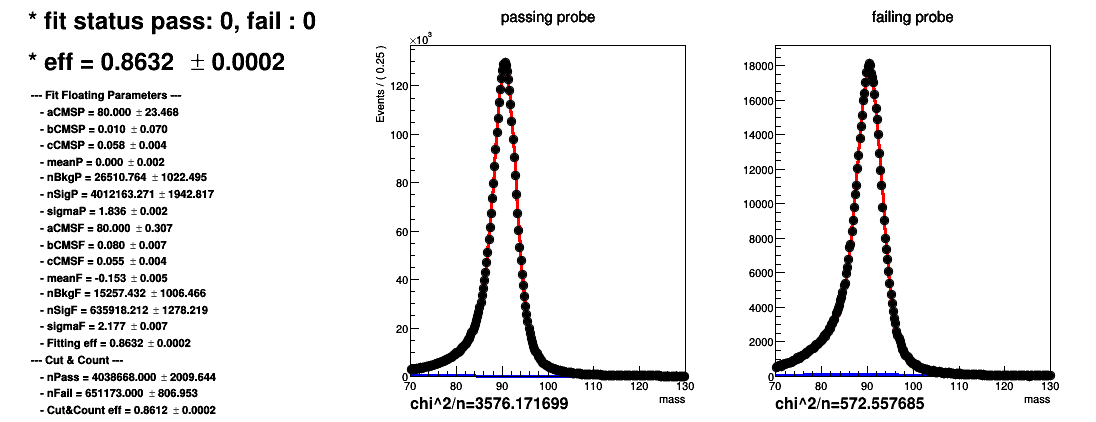 * fit status pass: 0, fail : 0
* eff = 0.8632 ± 0.0002
--- Fit Floating Parameters ---
- aCMSP = 80.000 ± 23.468
- bCMSP = 0.010 ± 0.070
- cCMSP = 0.058 ± 0.004
- meanP = 0.000 ± 0.002
- nBkgP = 26510.764 ± 1022.495
- nSigP = 4012163.271 ± 1942.817
- sigmaP = 1.836 ± 0.002
- aCMSF = 80.000 ± 0.307
- bCMSF = 0.080 ± 0.007
- cCMSF = 0.055 ± 0.004
- meanF = -0.153 ± 0.005
- nBkgF = 15257.432 ± 1006.466
- nSigF = 635918.212 ± 1278.219
- sigmaF = 2.177 ± 0.007
- Fitting eff = 0.8632 ± 0.0002
--- Cut & Count ---
- nPass = 4038668.000 ± 2009.644
- nFail = 651173.000 ± 806.953
- Cut&Count eff = 0.8612 ± 0.0002
passing probe
×10³
Events / ( 0.25 )
120
100
80
60
40
20
0
70 80 90 100 110 120 130
mass
chi^2/n=3576.171699
failing probe
18000
16000
14000
12000
10000
8000
6000
4000
2000
0
70 80 90 100 110 120 130
mass
chi^2/n=572.557685